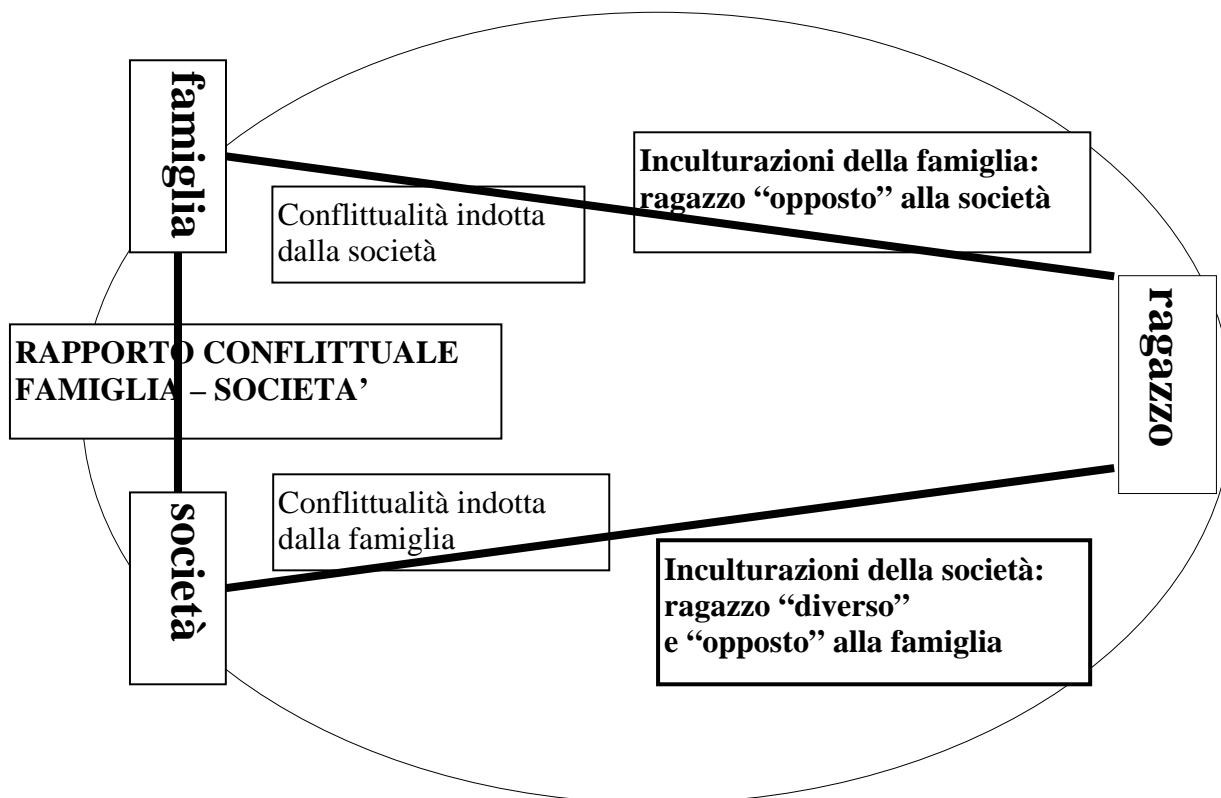 famiglia
Inculturazioni della famiglia:
ragazzo “opposto” alla società
Conflittualità indotta
dalla società
ragazzo
RAPPORTO CONFLITTUALE
FAMIGLIA – SOCIETA’
società
Conflittualità indotta
dalla famiglia
Inculturazioni della società:
ragazzo “diverso”
e “opposto” alla famiglia